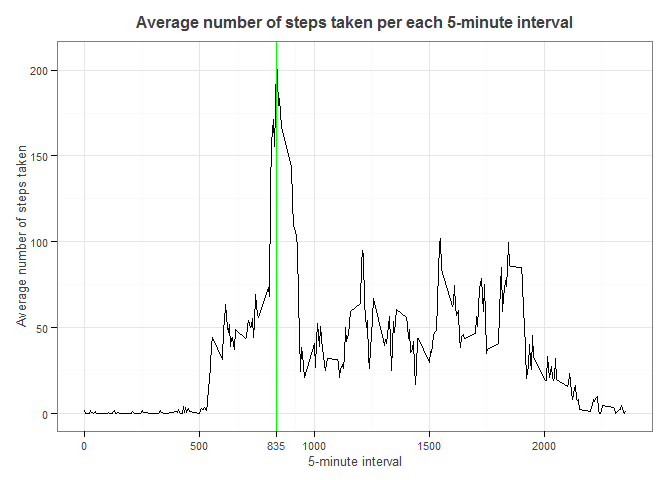 Average number of steps taken per each 5-minute interval
Average number of steps taken
200
150
100
50
0
0 500 835 1000 1500 2000
5-minute interval